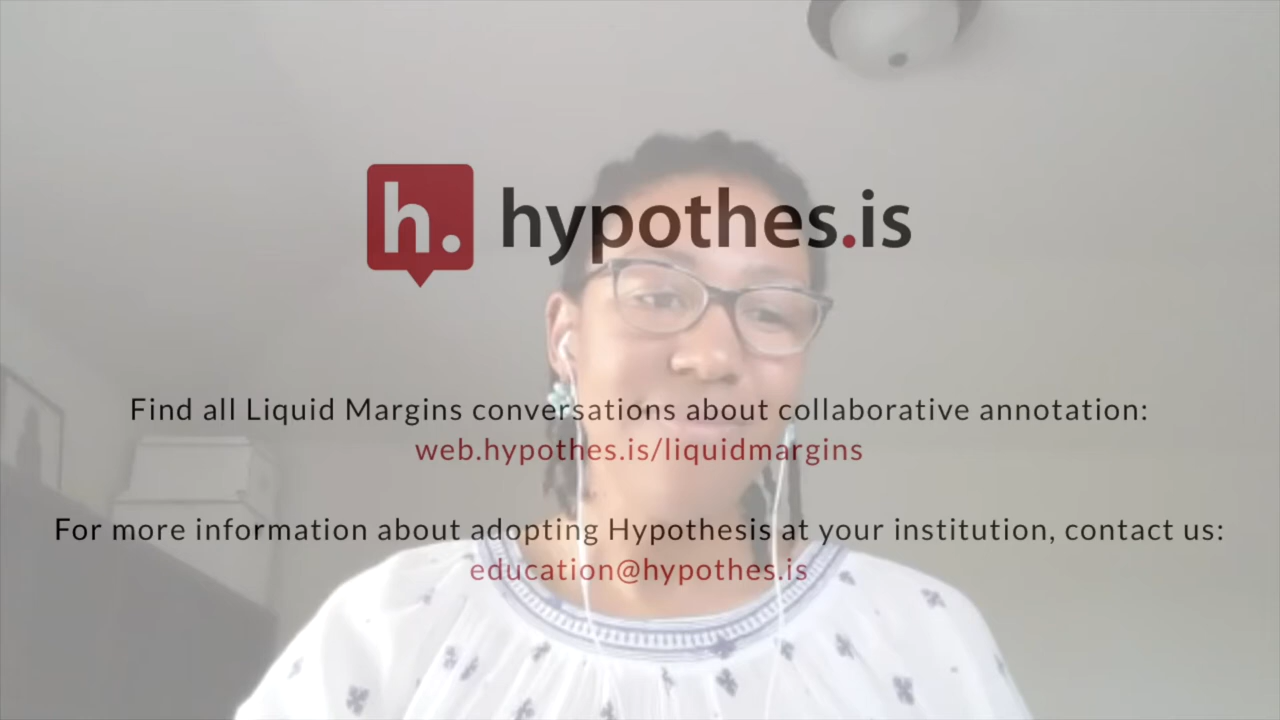 h. hypothes.is
Find all Liquid Margins conversations about collaborative annotation:
web.hypothes.is/liquidmargins
For more information about adopting Hypothesis at your institution, contact us:
education@hypothes.is